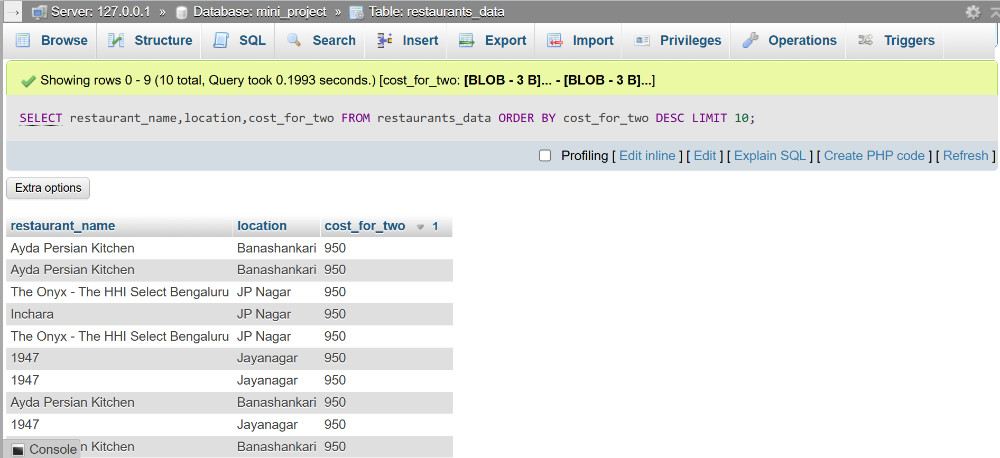 → Server: 127.0.0.1 » Database: mini_project » Table: restaurants_data
Browse Structure SQL Search Insert Export Import Privileges Operations Triggers
Showing rows 0 - 9 (10 total, Query took 0.1993 seconds.) [cost_for_two: [BLOB - 3 B]... - [BLOB - 3 B]...]
SELECT restaurant_name,location,cost_for_two FROM restaurants_data ORDER BY cost_for_two DESC LIMIT 10;
Profiling [ Edit inline ] [ Edit ] [ Explain SQL ] [ Create PHP code ] [ Refresh ]
Extra options
restaurant_name location cost_for_two 1
Ayda Persian Kitchen Banashankari 950
Ayda Persian Kitchen Banashankari 950
The Onyx - The HHI Select Bengaluru JP Nagar 950
Inchara JP Nagar 950
The Onyx - The HHI Select Bengaluru JP Nagar 950
1947 Jayanagar 950
1947 Jayanagar 950
Ayda Persian Kitchen Banashankari 950
1947 Jayanagar 950
n Kitchen Banashankari 950
Console